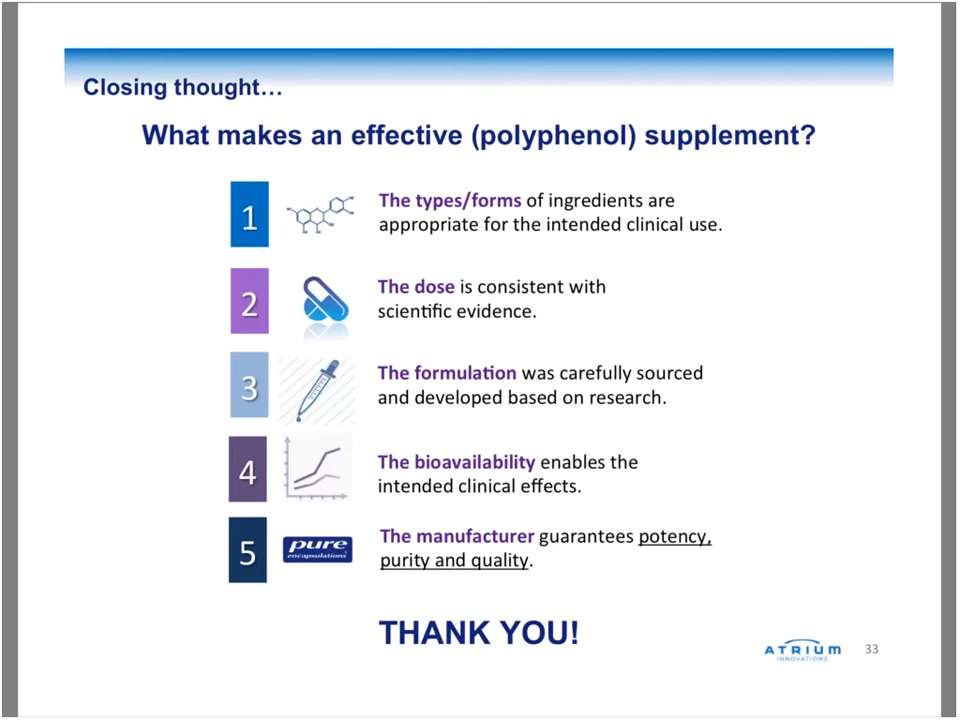 Closing thought…
What makes an effective (polyphenol) supplement?
1
The types/forms of ingredients are
appropriate for the intended clinical use.
2
The dose is consistent with
scientific evidence.
3
The formulation was carefully sourced
and developed based on research.
4
The bioavailability enables the
intended clinical effects.
5
pure
encapsulations
The manufacturer guarantees potency,
purity and quality.
THANK YOU!
ATRIUM
INNOVATIONS
33